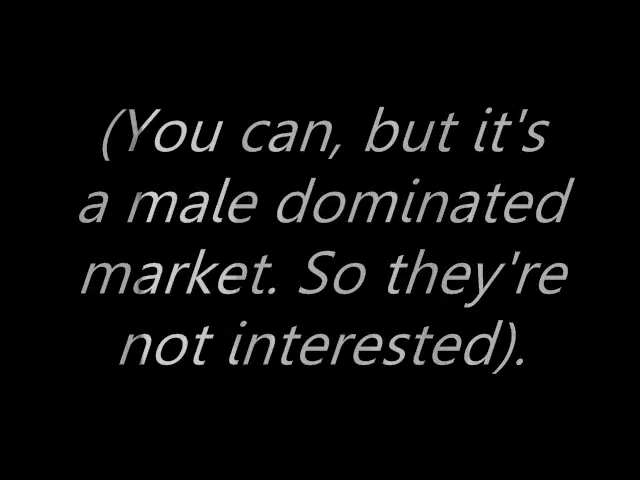 (You can, but it's
a male dominated
market. So they're
not interested).